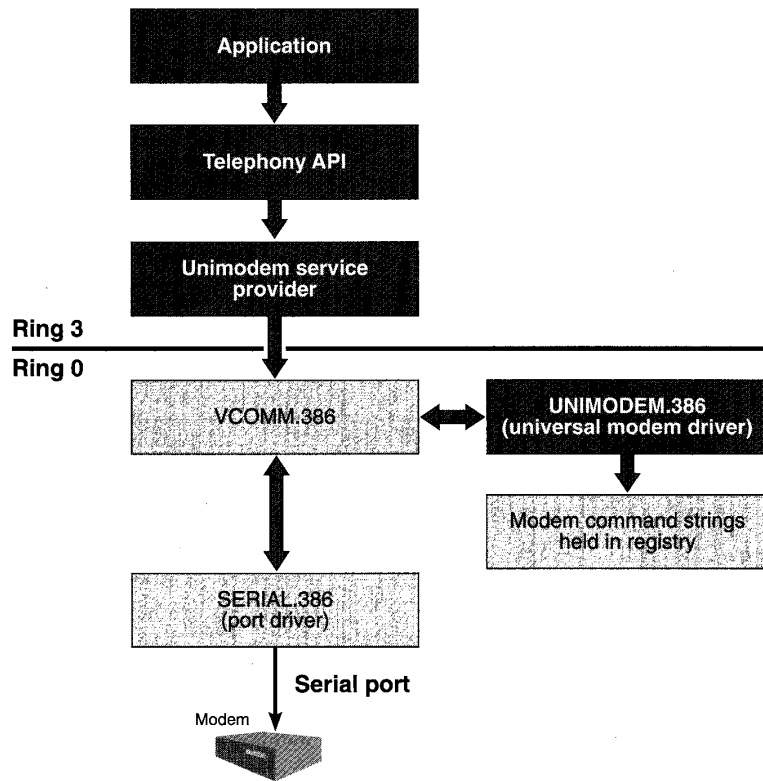 Application
Telephony API
Unimodem service
provider
Ring 3
Ring 0
VCOMM.386
UNIMODEM.386
(universal modem driver)
Modem command strings
held in registry
SERIAL.386
(port driver)
Serial port
Modem